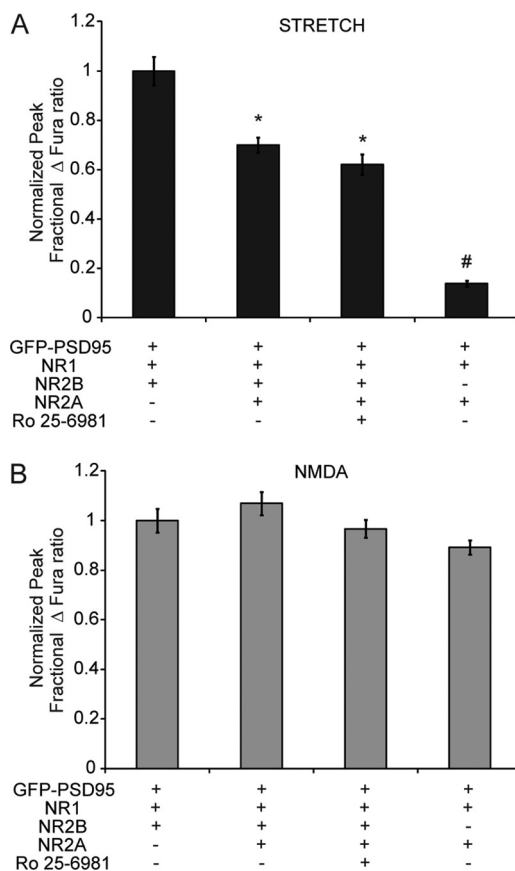 A
STRETCH
Normalized Peak
Fractional Δ Fura ratio
1.2
1
0.8
0.6
0.4
0.2
0
* * #
GFP-PSD95 + + + +
NR1 + + + +
NR2B + + + -
NR2A - + + +
Ro 25-6981 - - + -
B
NMDA
Normalized Peak
Fractional Δ Fura ratio
1.2
1
0.8
0.6
0.4
0.2
0
GFP-PSD95 + + + +
NR1 + + + +
NR2B + + + -
NR2A - + + +
Ro 25-6981 - - + -